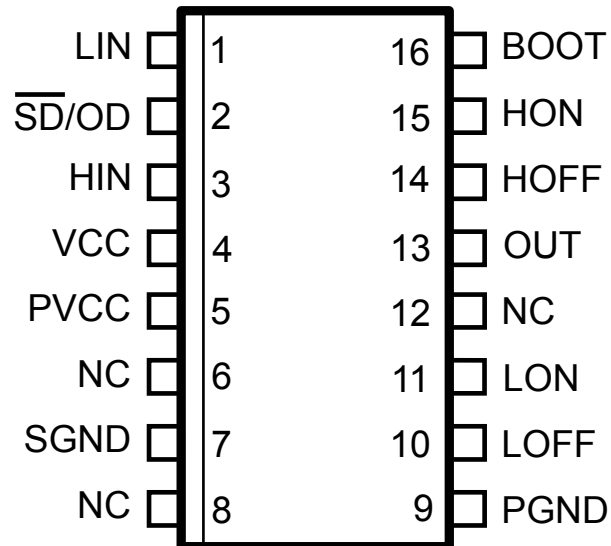 LIN 1 16 BOOT
SD/OD 2 15 HON
HIN 3 14 HOFF
VCC 4 13 OUT
PVCC 5 12 NC
NC 6 11 LON
SGND 7 10 LOFF
NC 8 9 PGND